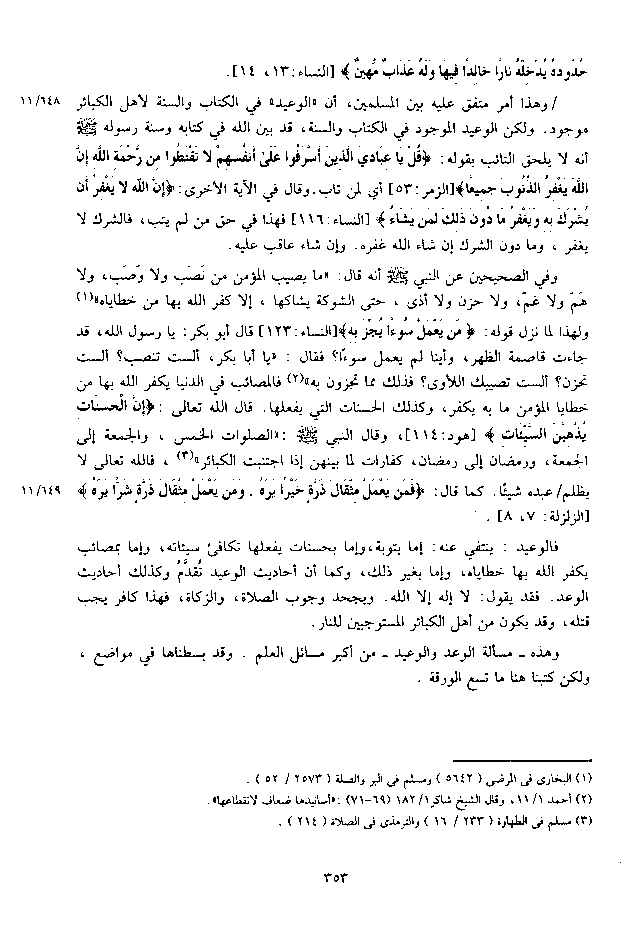 حُدُودَهُ يُدْخِلْهُ نَارًا خَالِدًا فِيهَا وَلَهُ عَذَابٌ مُّهِينٌ ﴾ [النساء:١٣، ١٤].
١١/٦٤٨ / وهذا أمر متفق عليه بين المسلمين، أن «الوعيد» في الكتاب والسنة لأهل الكبائر
موجود. ولكن الوعيد الموجود في الكتاب والسنة، قد بين الله في كتابه وسنة رسوله ﷺ
أنه لا يلحق التائب بقوله: ﴿قُلْ يَا عِبَادِيَ الَّذِينَ أَسْرَفُوا عَلَىٰ أَنفُسِهِمْ لا تَقْنَطُوا مِن رَّحْمَةِ اللَّهِ إِنَّ
اللَّهَ يَغْفِرُ الذُّنُوبَ جَمِيعًا﴾[الزمر:٥٣] أي لمن تاب.وقال في الآية الأخرى: ﴿إِنَّ اللَّهَ لا يَغْفِرُ أَن
يُشْرَكَ بِهِ وَيَغْفِرُ مَا دُونَ ذَلِكَ لِمَن يَشَاءُ ﴾ [النساء:١١٦] فهذا في حق من لم يتب، فالشرك لا
يغفر ، وما دون الشرك إن شاء الله غفره. وإن شاء عاقب عليه.
وفي الصحيحين عن النبي ﷺ أنه قال: «ما يصيب المؤمن من نَصَب ولا وَصَب، ولا
هَمّ ولا غمّ، ولا حزن ولا أذى ، حتى الشوكة يشاكها ، إلا كفر الله بها من خطاياه»(١)
ولهذا لما نزل قوله: ﴿ مَن يَعْمَلْ سُوءًا يُجْزَ بِهِ﴾[النساء:١٢٣] قال أبو بكر: يا رسول الله، قد
جاءت قاصمة الظهر، وأينا لم يعمل سوءًا؟ فقال : «يا أبا بكر، ألست تنصب؟ ألست
تحزن؟ ألست تصيبك اللأوى؟ فذلك مما تجزون به»(٢) فالمصائب في الدنيا يكفر الله بها من
خطايا المؤمن ما به يكفر، وكذلك الحسنات التي يفعلها. قال الله تعالى : ﴿إِنَّ الْحَسَنَاتِ
يُذْهِبْنَ السَّيِّئَاتِ ﴾ [هود:١١٤]، وقال النبي ﷺ :«الصلوات الخمس ، والجمعة إلى
الجمعة، ورمضان إلى رمضان، كفارات لما بينهن إذا اجتنبت الكبائر»(٣) ، فالله تعالى لا
١١/٦٤٩ يظلم/عبده شيئًا. كما قال: ﴿فَمَن يَعْمَلْ مِثْقَالَ ذَرَّةٍ خَيْرًا يَرَهُ . وَمَن يَعْمَلْ مِثْقَالَ ذَرَّةٍ شَرًّا يَرَهُ ﴾
[الزلزلة: ٧، ٨] .
فالوعيد : ينتفي عنه: إما بتوبة،وإما بحسنات يفعلها تكافئ سيئاته، وإما بمصائب
يكفر الله بها خطاياه، وإما بغير ذلك، وكما أن أحاديث الوعيد تُقدَّمُ وكذلك أحاديث
الوعد. فقد يقول: لا إله إلا الله. ويجحد وجوب الصلاة، والزكاة، فهذا كافر يجب
قتله، وقد يكون من أهل الكبائر المستوجبين للنار.
وهذه ـ مسألة الوعد والوعيد ـ من أكبر مسائل العلم . وقد بسطناها في مواضع ،
ولكن كتبنا هنا ما تسع الورقة .
(١) البخارى فى المرضى ( ٥٦٤٢ ) ومسلم فى البر والصلة ( ٢٥٧٣ / ٥٢ ) .
(٢) أحمد ١/ ١١، وقال الشيخ شاكر ١/ ١٨٢ (٦٩-٧١) :«أسانيدها ضعاف لانقطاعها».
(٣) مسلم فى الطهارة ( ٢٣٣ / ١٦ ) والترمذى فى الصلاة ( ٢١٤ ) .
٣٥٣